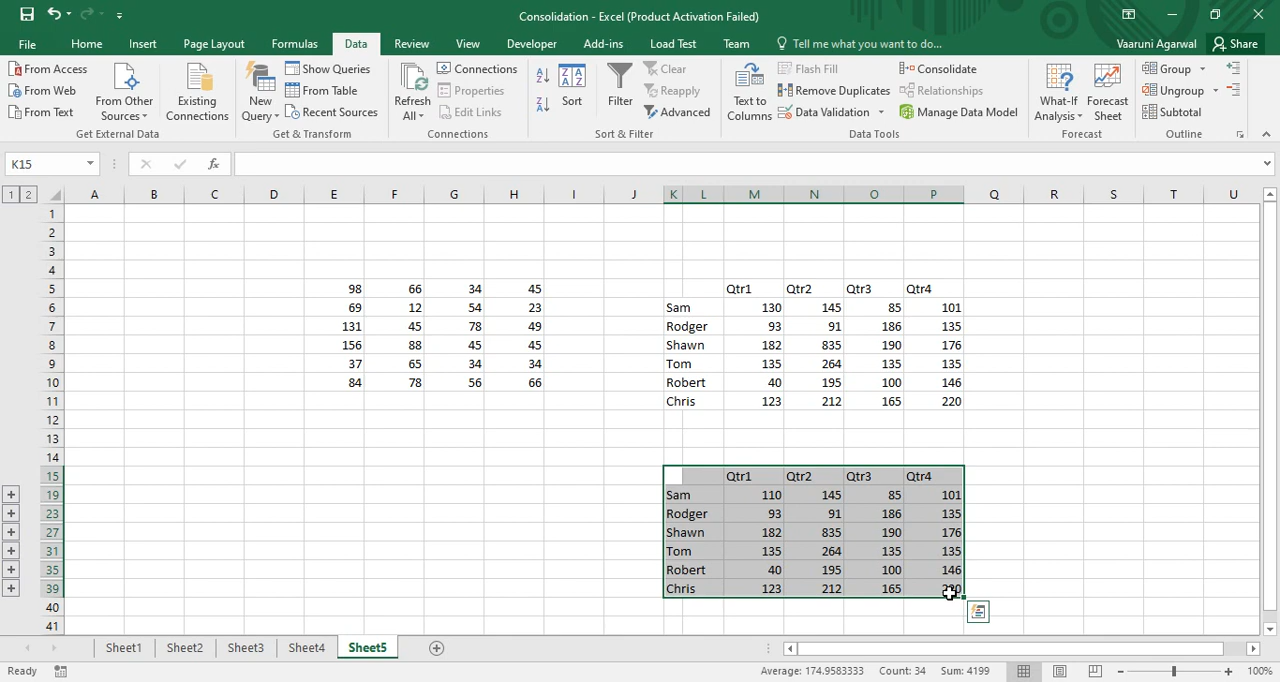 Consolidation - Excel (Product Activation Failed)
File Home Insert Page Layout Formulas Data Review View Developer Add-ins Load Test Team Tell me what you want to do... Vaaruni Agarwal Share
From Access
From Web
From Text
From Other Sources
Existing Connections
Get External Data
New Query
Show Queries
From Table
Recent Sources
Get & Transform
Refresh All
Connections
Properties
Edit Links
Connections
Sort
Filter
Clear
Reapply
Advanced
Sort & Filter
Text to Columns
Flash Fill
Remove Duplicates
Data Validation
Consolidate
Relationships
Manage Data Model
Data Tools
What-If Analysis
Forecast Sheet
Forecast
Group
Ungroup
Subtotal
Outline
K15 fx
1 2 A B C D E F G H I J K L M N O P Q R S T U
1
2
3
4
5 98 66 34 45 Qtr1 Qtr2 Qtr3 Qtr4
6 69 12 54 23 Sam 130 145 85 101
7 131 45 78 49 Rodger 93 91 186 135
8 156 88 45 45 Shawn 182 835 190 176
9 37 65 34 34 Tom 135 264 135 135
10 84 78 56 66 Robert 40 195 100 146
11 Chris 123 212 165 220
12
13
14
15 Qtr1 Qtr2 Qtr3 Qtr4
19 Sam 110 145 85 101
23 Rodger 93 91 186 135
27 Shawn 182 835 190 176
31 Tom 135 264 135 135
35 Robert 40 195 100 146
39 Chris 123 212 165
40
41
Sheet1 Sheet2 Sheet3 Sheet4 Sheet5
Ready Average: 174.9583333 Count: 34 Sum: 4199 100%